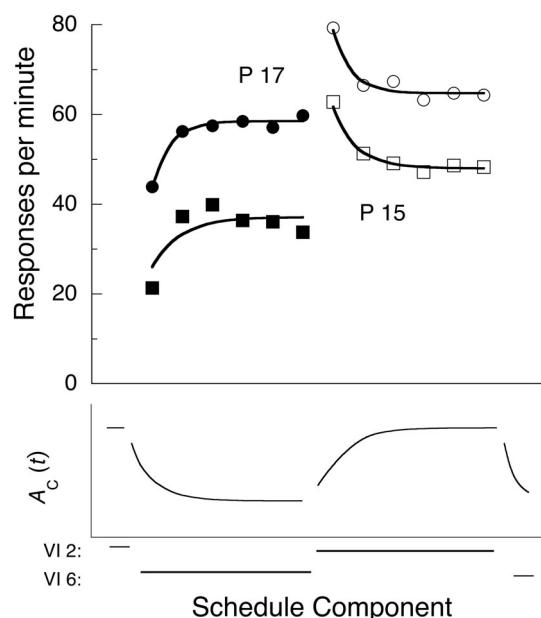 80
60
40
20
0
Responses per minute
P 17
P 15
A_C (t)
VI 2:
VI 6:
Schedule Component